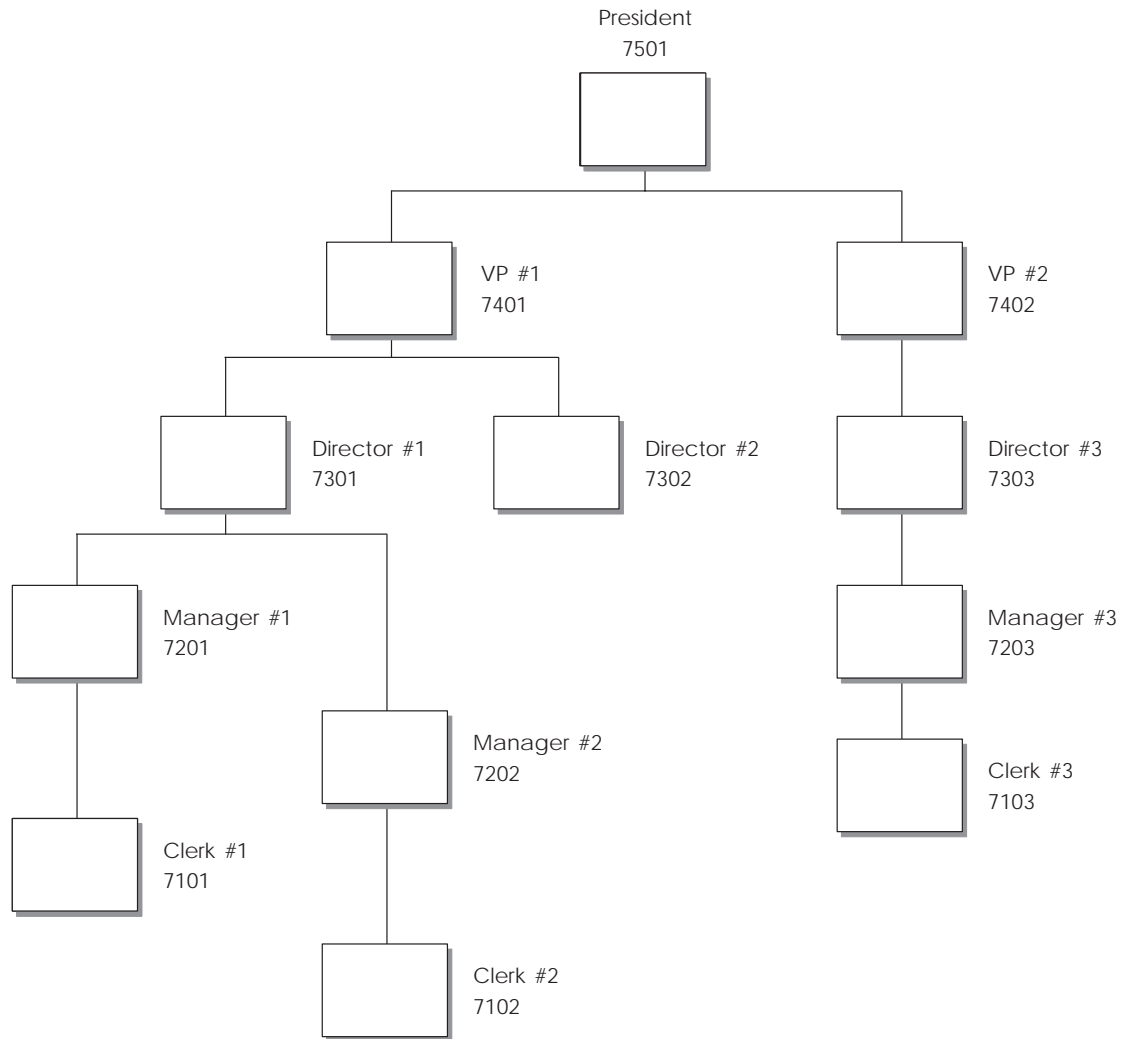 President
7501
VP #1
7401
VP #2
7402
Director #1
7301
Director #2
7302
Director #3
7303
Manager #1
7201
Manager #3
7203
Manager #2
7202
Clerk #3
7103
Clerk #1
7101
Clerk #2
7102